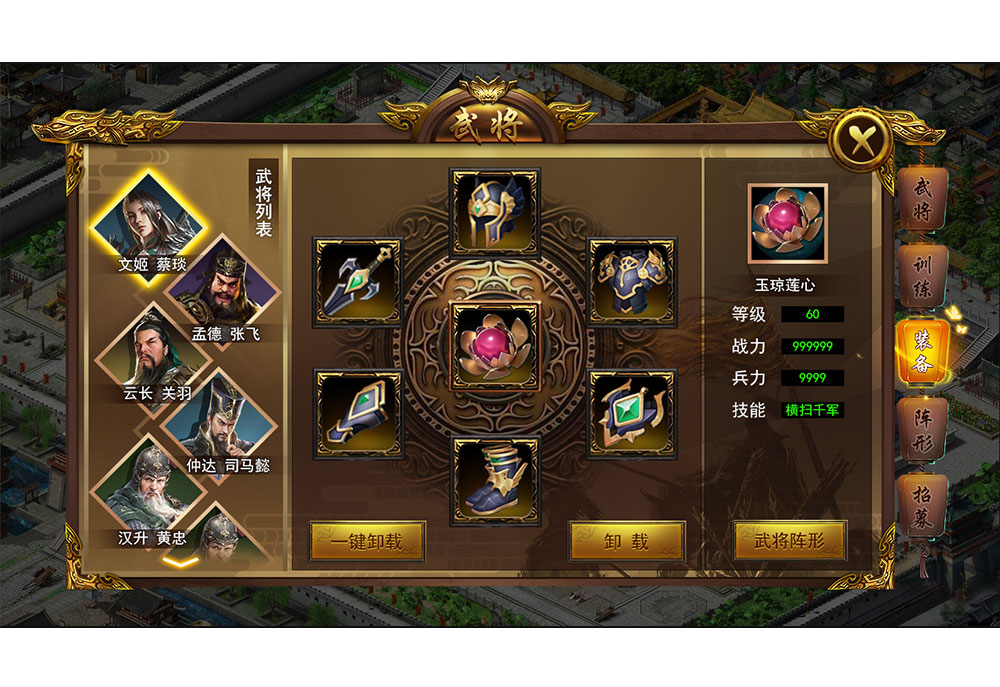 武将
武将列表
文姬 蔡琰
孟德 张飞
云长 关羽
仲达 司马懿
汉升 黄忠
玉琼莲心
等级 60
战力 999999
兵力 9999
技能 横扫千军
一键卸载
卸 载
武将阵形
武将
训练
装备
阵形
招募